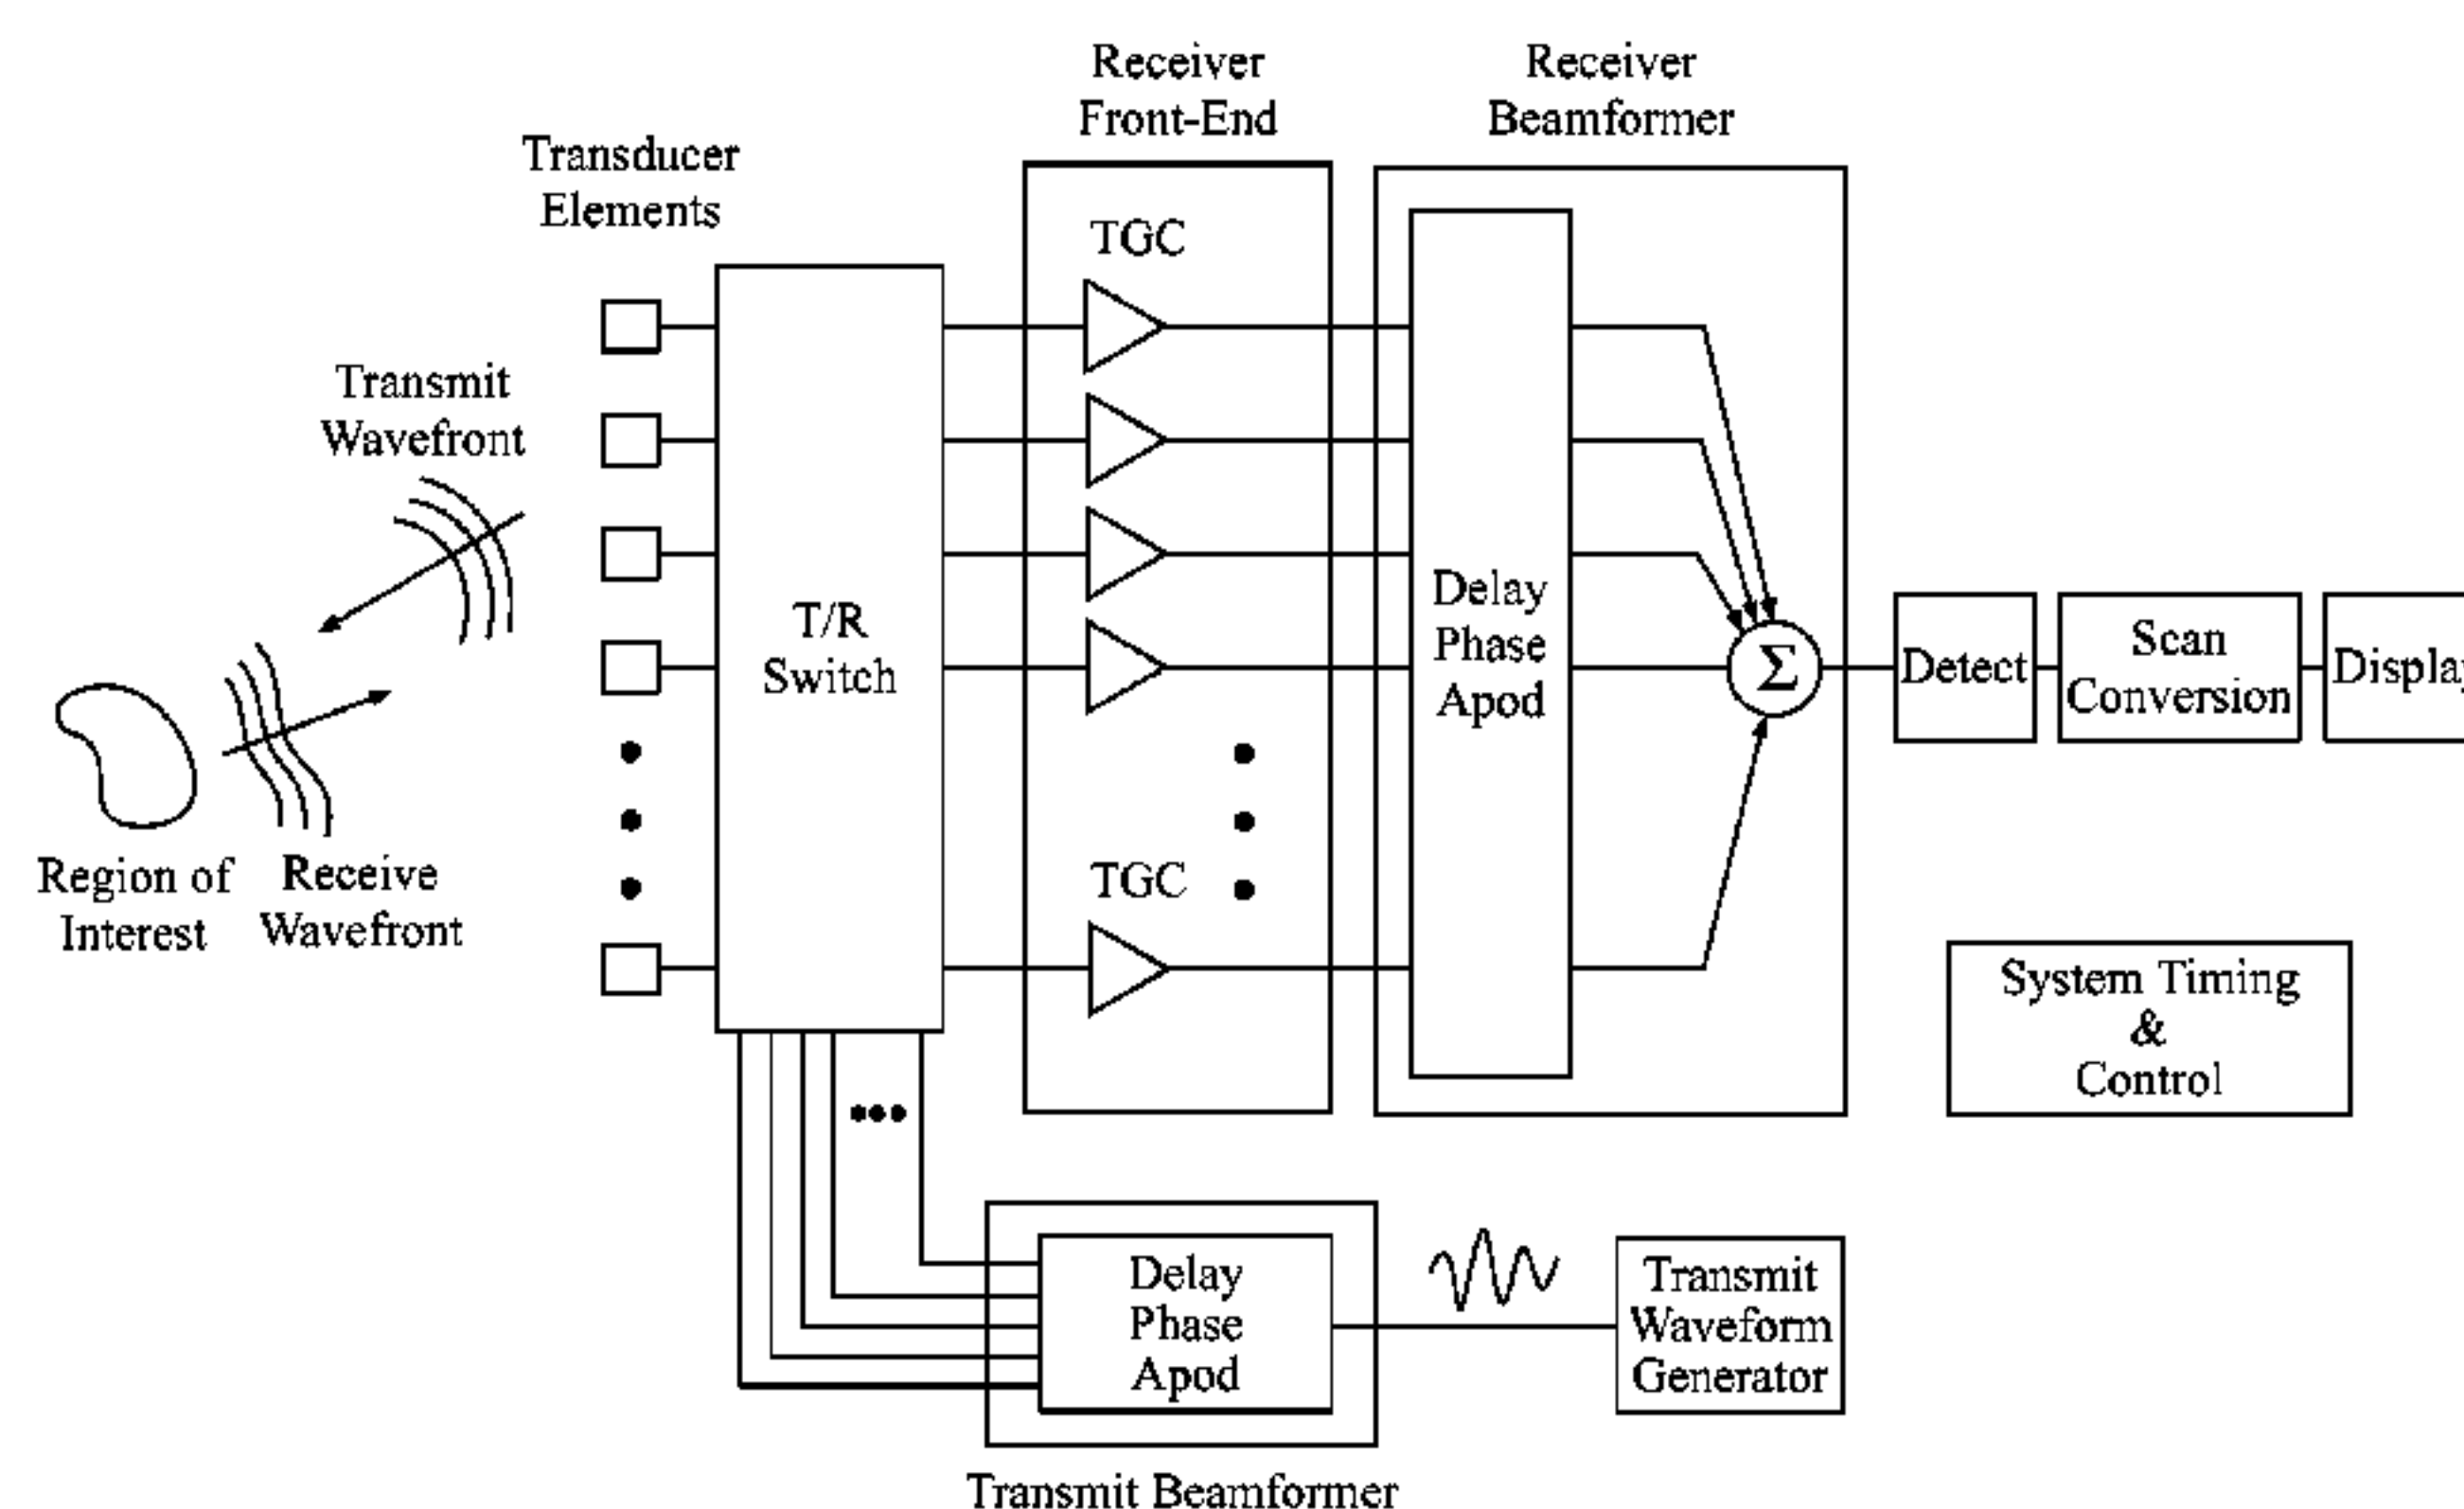 Receiver
Front-End
Receiver
Beamformer
Transducer
Elements
TGC
Transmit
Wavefront
T/R
Switch
Delay
Phase
Apod
Σ
Detect
Scan
Conversion
Display
Region of
Interest
Receive
Wavefront
TGC
System Timing
&
Control
Delay
Phase
Apod
Transmit
Waveform
Generator
Transmit Beamformer